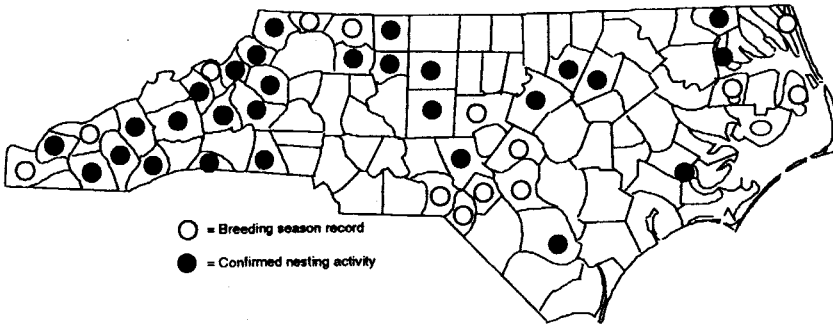 = Breeding season record
= Confirmed nesting activity